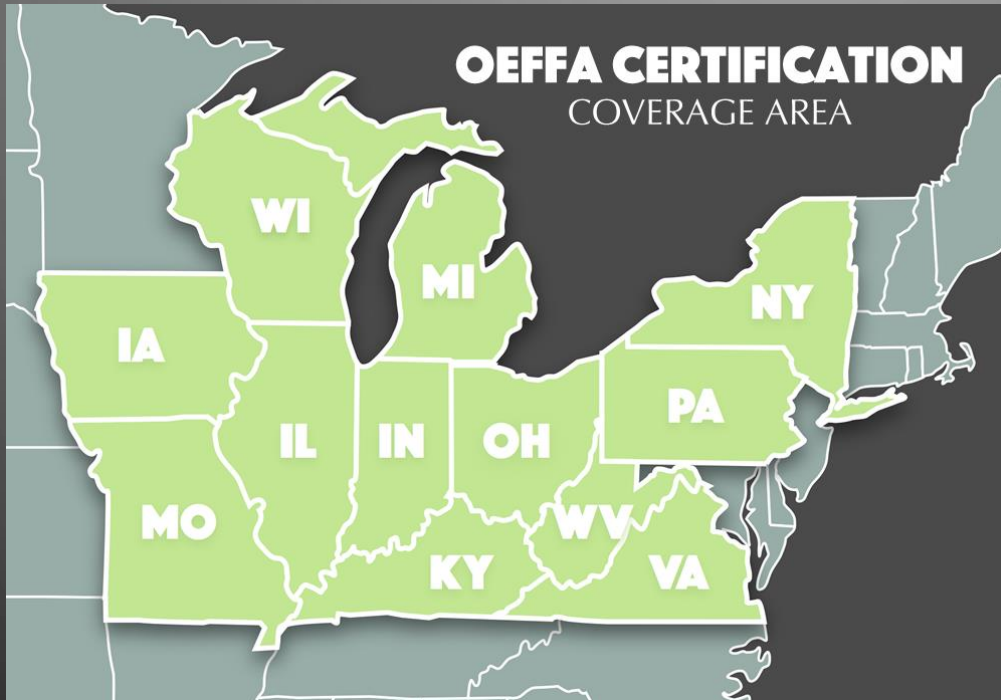 OEFFA CERTIFICATION
COVERAGE AREA
WI
MI
NY
IA
PA
IL
IN
OH
MO
WV
KY
VA